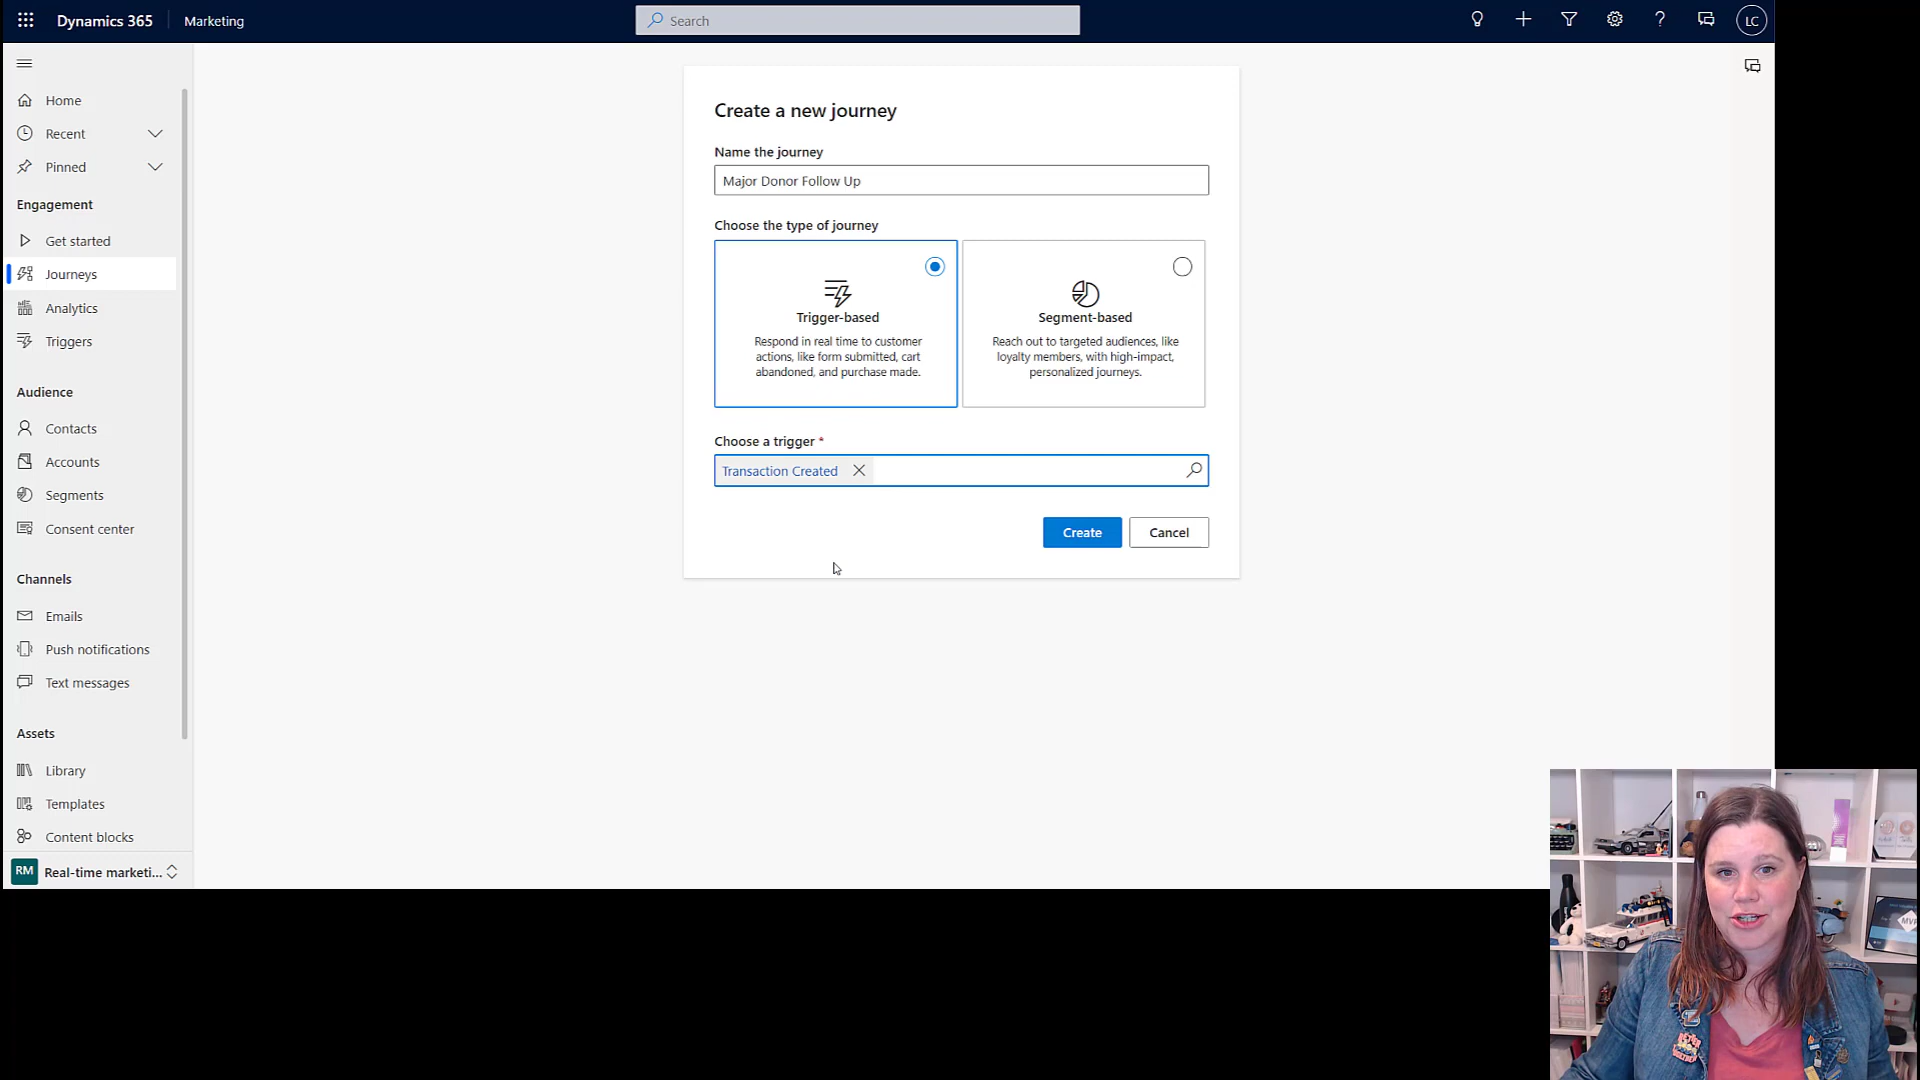 Dynamics 365
Marketing
Search
LC
Home
Recent
Pinned
Engagement
Get started
Journeys
Analytics
Triggers
Audience
Contacts
Accounts
Segments
Consent center
Channels
Emails
Push notifications
Text messages
Assets
Library
Templates
Content blocks
RM
Real-time marketi...
Create a new journey
Name the journey
Major Donor Follow Up
Choose the type of journey
Trigger-based
Respond in real time to customer
actions, like form submitted, cart
abandoned, and purchase made.
Segment-based
Reach out to targeted audiences, like
loyalty members, with high-impact,
personalized journeys.
Choose a trigger *
Transaction Created
Create
Cancel